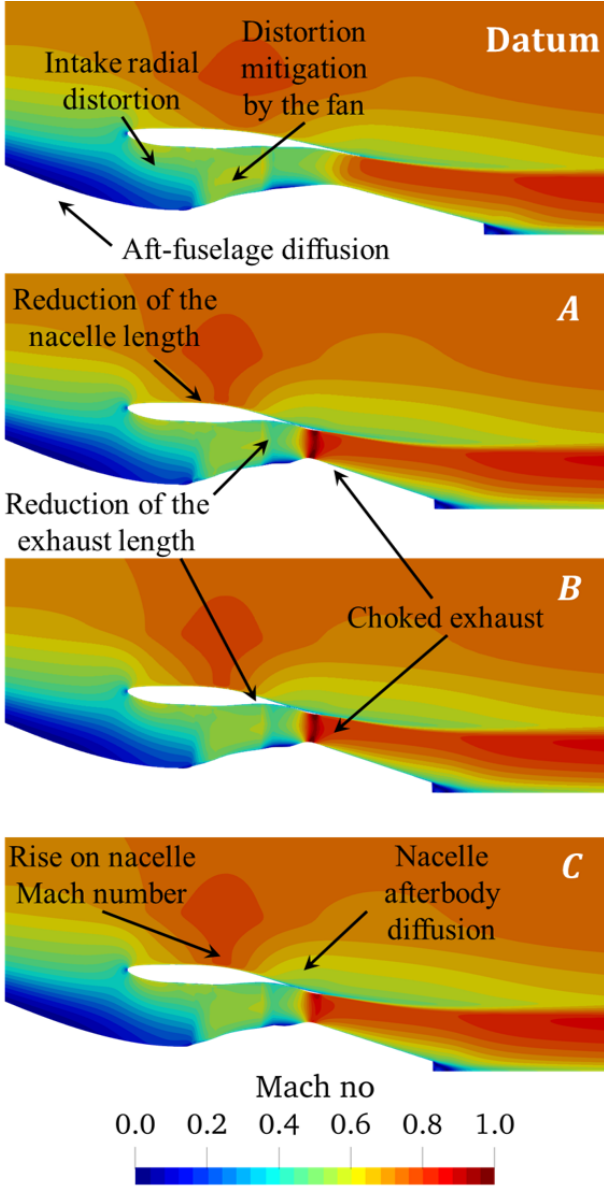 Datum
Intake radial
distortion
Distortion
mitigation
by the fan
Aft-fuselage diffusion
A
Reduction of the
nacelle length
Reduction of the
exhaust length
B
Choked exhaust
C
Rise on nacelle
Mach number
Nacelle
afterbody
diffusion
Mach no
0.0 0.2 0.4 0.6 0.8 1.0